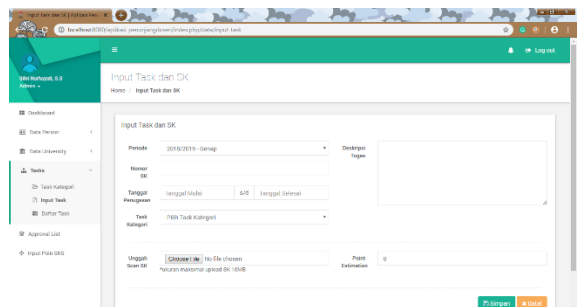 Input Task dan SK | Aplikasi Pen
localhost:8080/aplikasi_penunjangdosen/index.php/data/input_task
Log out
Admin
Input Task dan SK
Home / Input Task dan SK
Dashboard
Data Person
Data University
Tasks
Task Kategori
Input Task
Daftar Task
Approval List
Input Poin SKS
Input Task dan SK
Periode
2018/2019 - Genap
Deskripsi
Tugas
Nomor
SK
Tanggal
Penugasan
Tanggal Mulai
s/d
Tanggal Selesai
Task
Kategori
Pilih Task Kategori
Unggah
Scan SK
Choose File No file chosen
*ukuran maksimal upload SK 10MB
Point
Estimation
0
Simpan
Batal